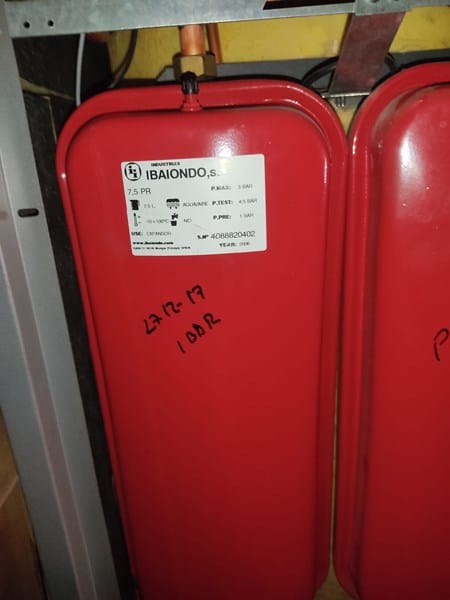 INDUSTRIAS
IBAIONDO,S.
7,5 PR
P.MAX: 3 BAR
7,5 L. AGUA/AIRE P.TEST: 4,5 BAR
-10 +100ºC NO P.PRE: 1 BAR
USE: EXPANSOR S.Nº 4088820402
www.ibaiondo.com YEAR: 2006
27-12-17
1 BAR
P